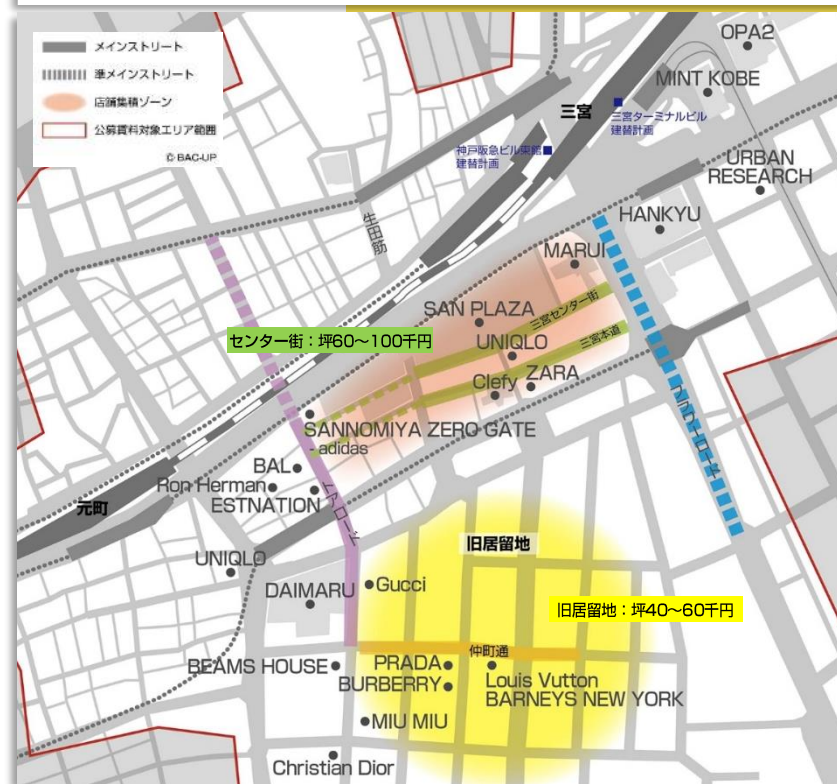 メインストリート
準メインストリート
店舗集積ゾーン
公募賃料対象エリア範囲
© BAC-UP
OPA2
MINT KOBE
三宮
三宮ターミナルビル
建替計画
神戸阪急ビル東館
建替計画
URBAN
RESEARCH
HANKYU
生田筋
MARUI
SAN PLAZA
三宮センター街
センター街：坪60～100千円
UNIQLO
三宮本通
Clefy
ZARA
SANNOMIYA ZERO GATE
- adidas
BAL
Ron Herman
ESTNATION
元町
旧居留地
UNIQLO
DAIMARU
Gucci
旧居留地：坪40～60千円
仲町通
BEAMS HOUSE
PRADA
BURBERRY
Louis Vutton
BARNEYS NEW YORK
MIU MIU
Christian Dior